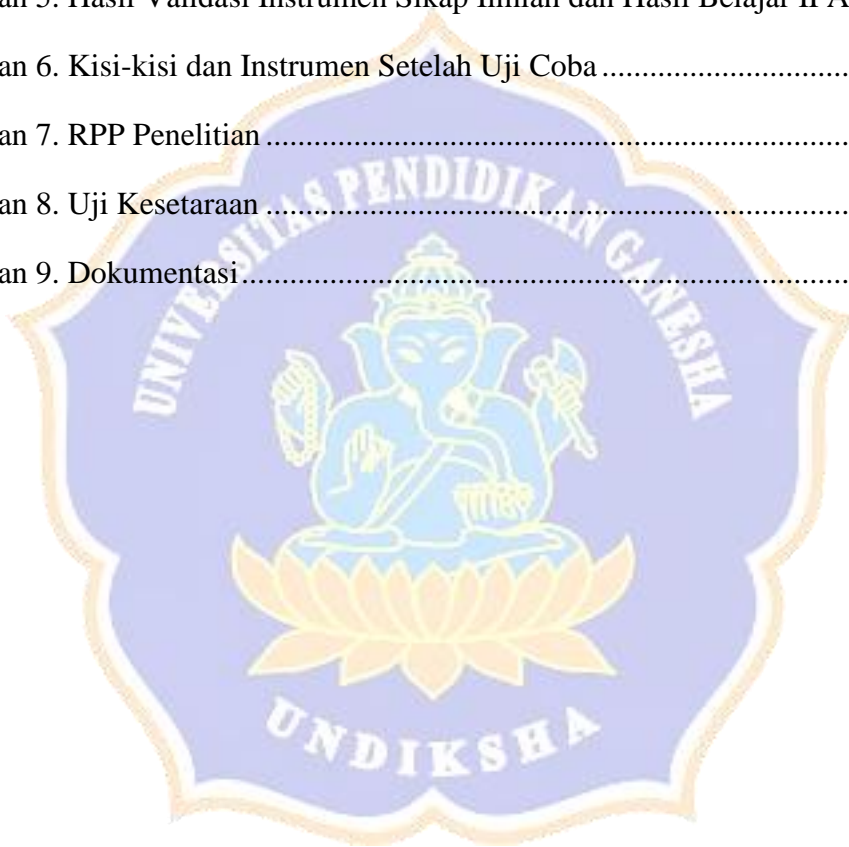 an 5. Hasil Validasi Instrumen Sikap Ilmiah dan Hasil Belajar IPA
an 6. Kisi-kisi dan Instrumen Setelah Uji Coba ..............................
an 7. RPP Penelitian ..............................
an 8. Uji Kesetaraan ..............................
an 9. Dokumentasi ..............................
UNIVERSITAS PENDIDIKAN GANESHA
UNDIKSHA